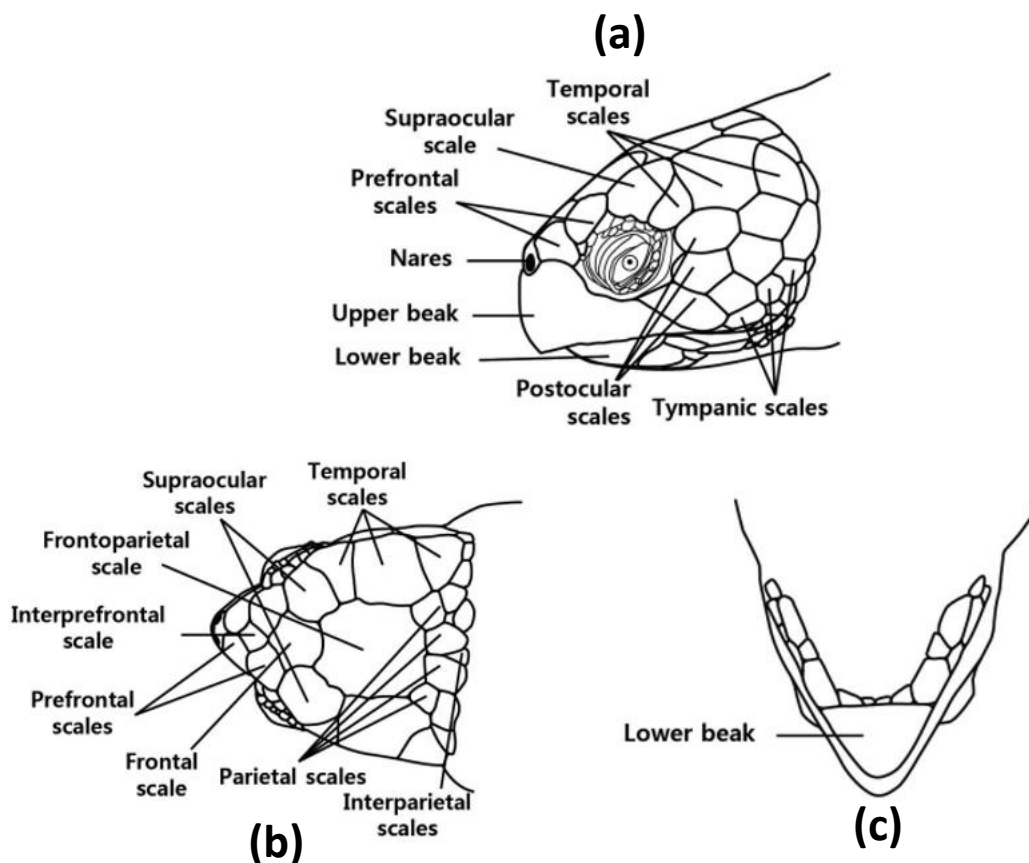 (a)
Temporal
scales
Supraocular
scale
Prefrontal
scales
Nares
Upper beak
Lower beak
Postocular
scales
Tympanic scales
Supraocular
scales
Temporal
scales
Frontoparietal
scale
Interprefrontal
scale
Prefrontal
scales
Frontal
scale
Parietal scales
Interparietal
scales
(b)
Lower beak
(c)